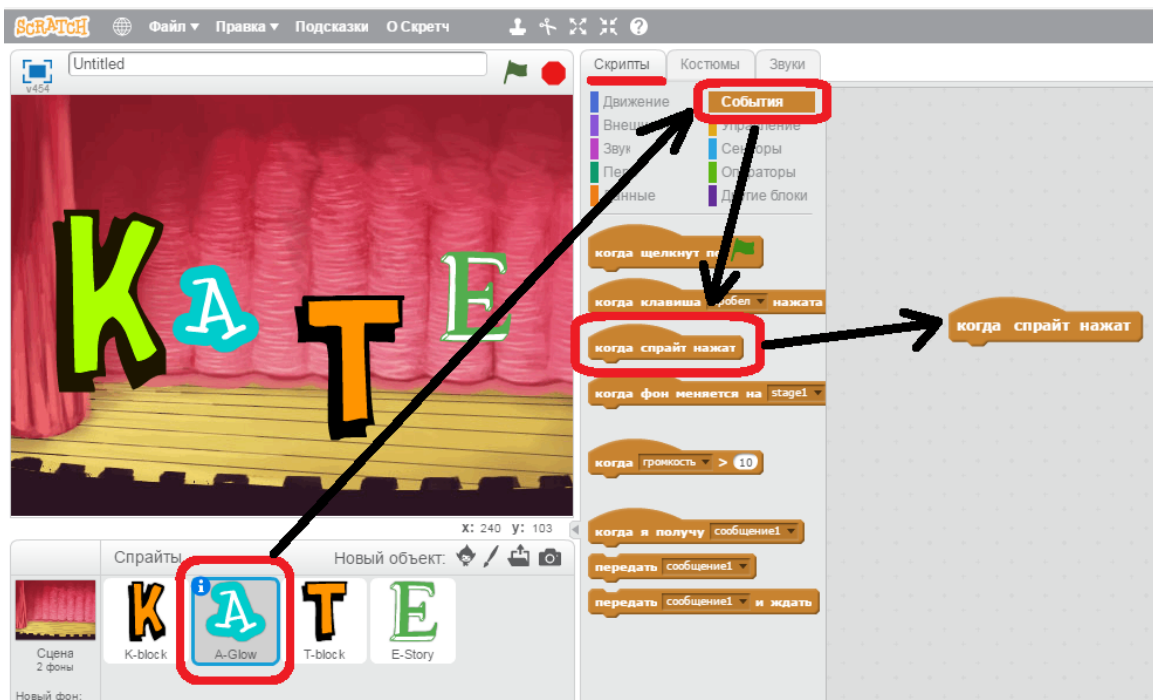 SCRATCH Файл Правка Подсказки О Скретч
v454
Untitled
K A T E
x: 240 y: 103
Спрайты Новый объект:
K A T E
K-block A-Glow T-block E-Story
Сцена
2 фоны
Новый фон:
Скрипты Костюмы Звуки
Движение События
Управление
Звук Сенсоры
Операторы
Данные Другие блоки
когда щелкнут по
когда клавиша пробел нажата
когда спрайт нажат
когда фон меняется на stage1
когда громкость > 10
когда я получу сообщение1
передать сообщение1
передать сообщение1 и ждать
когда спрайт нажат